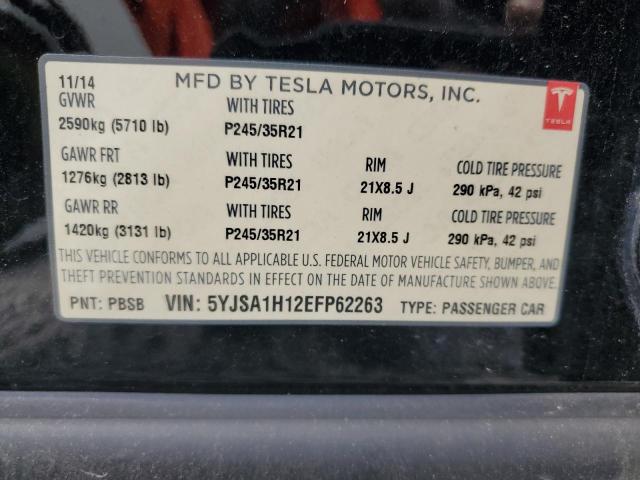 11/14 MFD BY TESLA MOTORS, INC.
GVWR WITH TIRES
2590kg (5710 lb) P245/35R21
GAWR FRT WITH TIRES RIM COLD TIRE PRESSURE
1276kg (2813 lb) P245/35R21 21X8.5 J 290 kPa, 42 psi
GAWR RR WITH TIRES RIM COLD TIRE PRESSURE
1420kg (3131 lb) P245/35R21 21X8.5 J 290 kPa, 42 psi
THIS VEHICLE CONFORMS TO ALL APPLICABLE U.S. FEDERAL MOTOR VEHICLE SAFETY, BUMPER, AND
THEFT PREVENTION STANDARDS IN EFFECT ON THE DATE OF MANUFACTURE SHOWN ABOVE.
PNT: PBSB VIN: 5YJSA1H12EFP62263 TYPE: PASSENGER CAR
TESLA